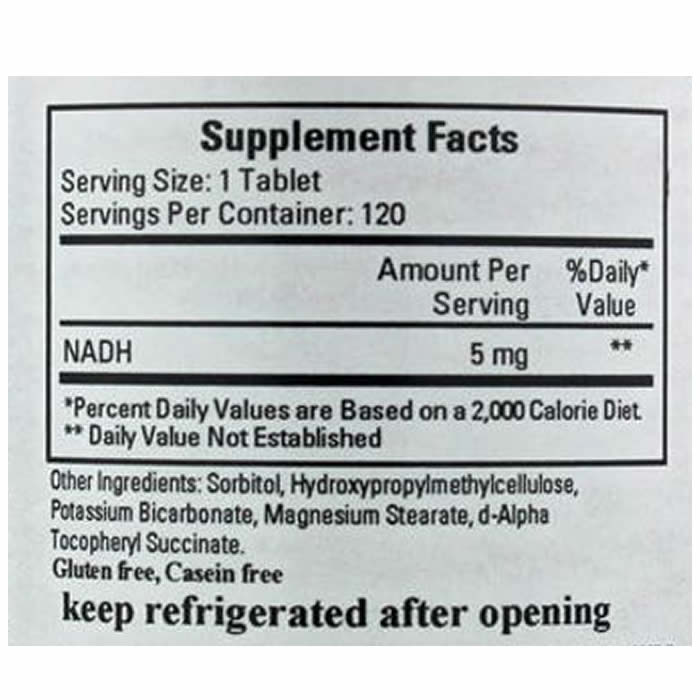 Supplement Facts
Serving Size: 1 Tablet
Servings Per Container: 120
Amount Per %Daily*
Serving Value
NADH 5 mg **
*Percent Daily Values are Based on a 2,000 Calorie Diet.
** Daily Value Not Established
Other Ingredients: Sorbitol, Hydroxypropylmethylcellulose,
Potassium Bicarbonate, Magnesium Stearate, d-Alpha
Tocopheryl Succinate.
Gluten free, Casein free
keep refrigerated after opening